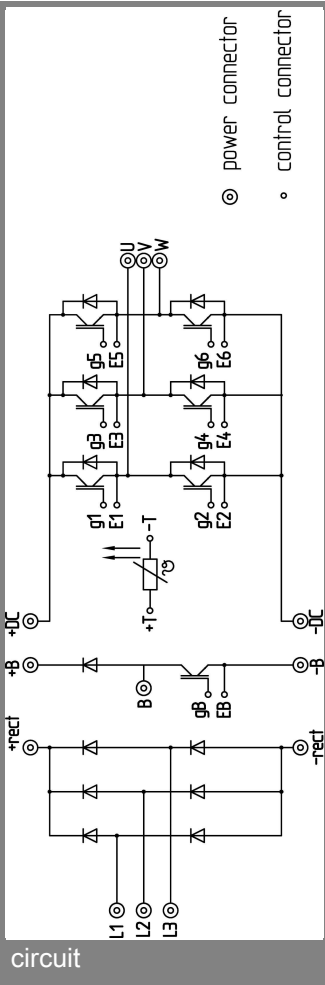 power connector
control connector
U
V
W
g5
E5
g6
E6
g3
E3
g4
E4
g1
E1
g2
E2
-T
+T
ϑ
+DC
-DC
+B
B
gB
EB
-B
+rect
-rect
L1
L2
L3
circuit